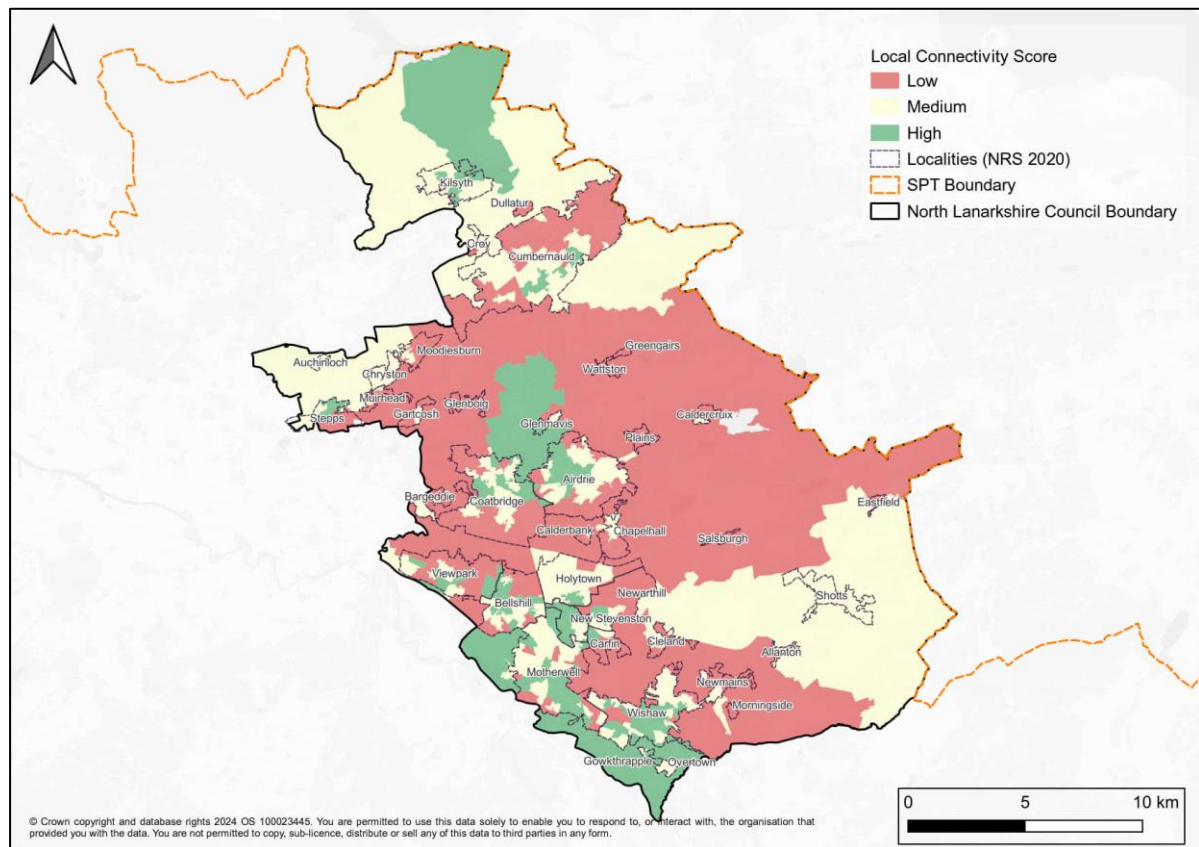 Local Connectivity Score
Low
Medium
High
Localities (NRS 2020)
SPT Boundary
North Lanarkshire Council Boundary
Kilsyth
Dullatur
Croy
Cumbernauld
Auchinloch
Moodiesburn
Chryston
Greengairs
Wattston
Muirhead
Stepps
Gartcosh
Glenboig
Caldercruix
Glenmavis
Plains
Airdrie
Bargeddie
Coatbridge
Eastfield
Calderbank
Chapelhall
Salsburgh
Viewpark
Holytown
Newarthill
Shotts
Bellshill
New Stevenston
Carfin
Cleland
Allanton
Motherwell
Newmains
Morningside
Wishaw
Gowkthrapple
Overtown
0 5 10 km
© Crown copyright and database rights 2024 OS 100023445. You are permitted to use this data solely to enable you to respond to, or interact with, the organisation that
provided you with the data. You are not permitted to copy, sub-licence, distribute or sell any of this data to third parties in any form.